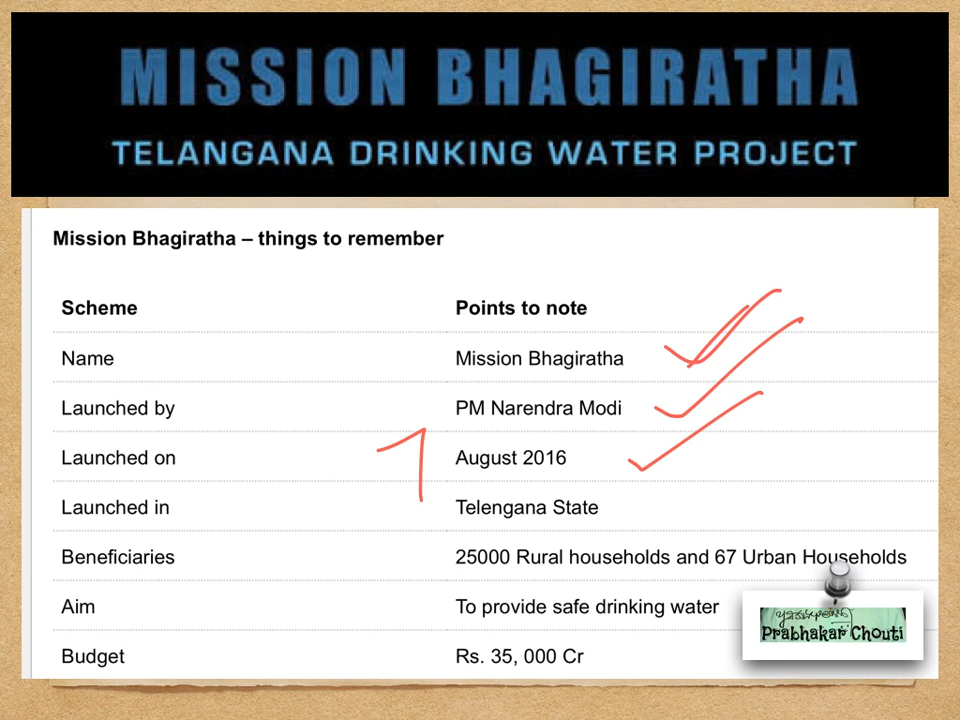 MISSION BHAGIRATHA
TELANGANA DRINKING WATER PROJECT
Mission Bhagiratha – things to remember
Scheme Points to note
Name Mission Bhagiratha
Launched by PM Narendra Modi
Launched on August 2016
Launched in Telengana State
Beneficiaries 25000 Rural households and 67 Urban Households
Aim To provide safe drinking water
Budget Rs. 35, 000 Cr
Prabhakar Chouti